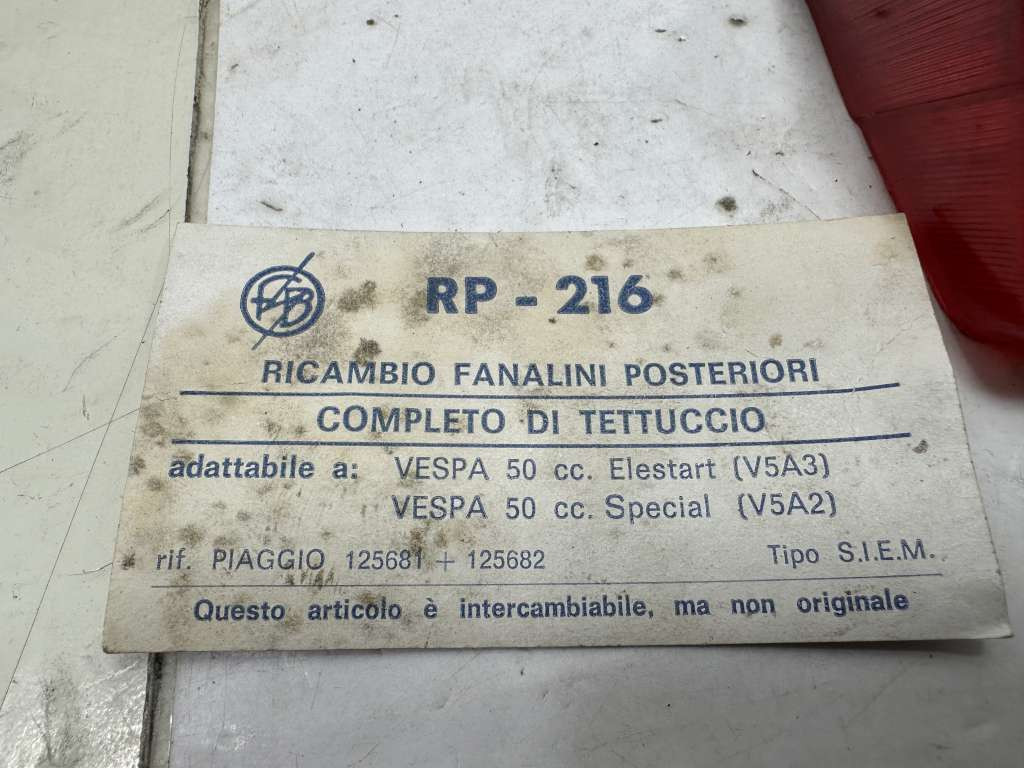 RP - 216
RICAMBIO FANALINI POSTERIORI
COMPLETO DI TETTUCCIO
adattabile a: VESPA 50 cc. Elestart (V5A3)
VESPA 50 cc. Special (V5A2)
rif. PIAGGIO 125681 + 125682 Tipo S.I.E.M.
Questo articolo è intercambiabile, ma non originale